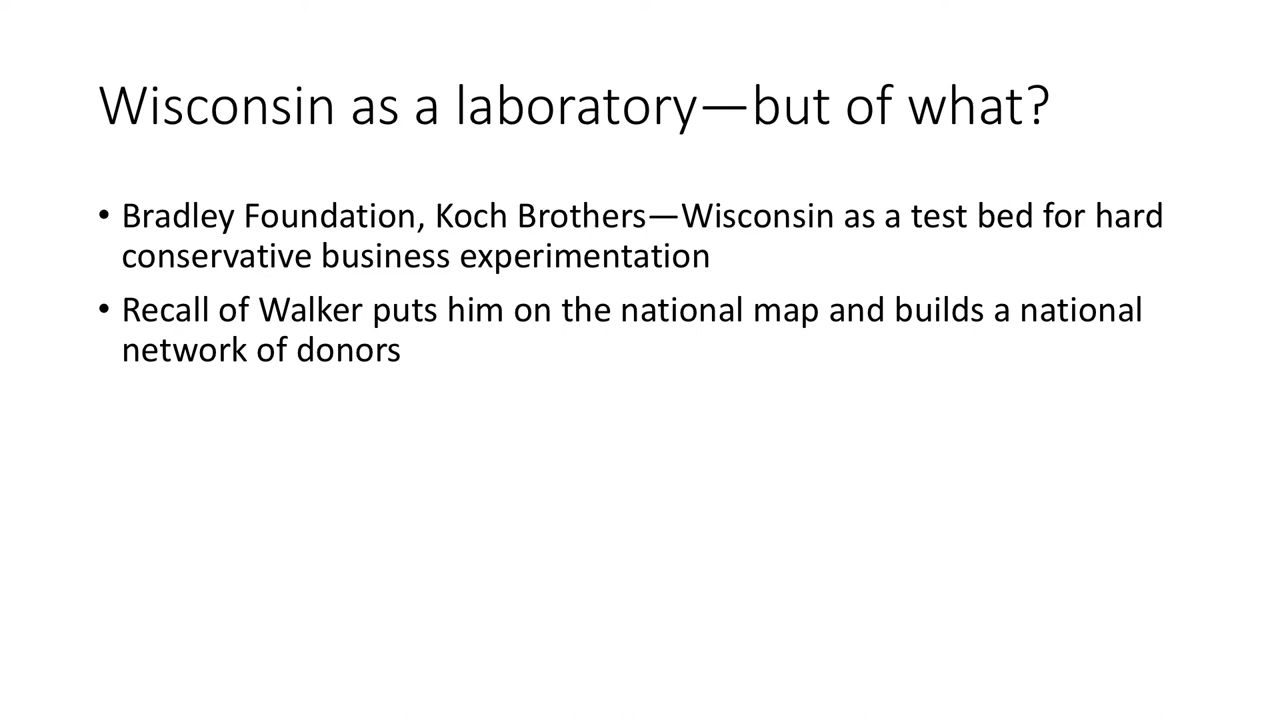 Wisconsin as a laboratory—but of what?
• Bradley Foundation, Koch Brothers—Wisconsin as a test bed for hard
conservative business experimentation
• Recall of Walker puts him on the national map and builds a national
network of donors